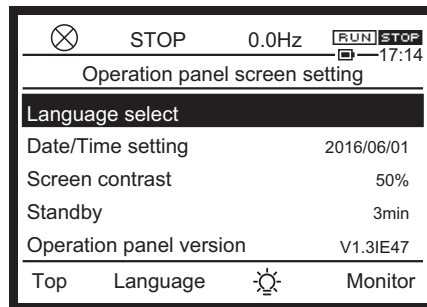 STOP 0.0Hz RUN STOP
17:14
Operation panel screen setting
Language select
Date/Time setting 2016/06/01
Screen contrast 50%
Standby 3min
Operation panel version V1.3IE47
Top Language Monitor